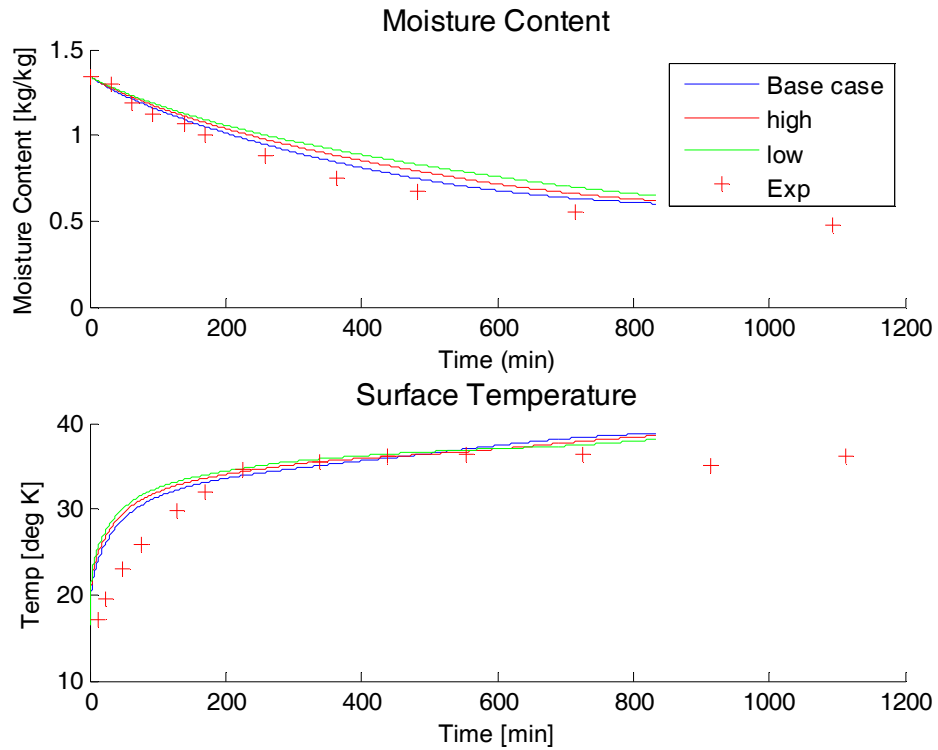 Moisture Content
Moisture Content [kg/kg]
1.5
1
0.5
0
0 200 400 600 800 1000 1200
Time (min)
Base case
high
low
Exp
Surface Temperature
Temp [deg K]
40
30
20
10
0 200 400 600 800 1000 1200
Time [min]